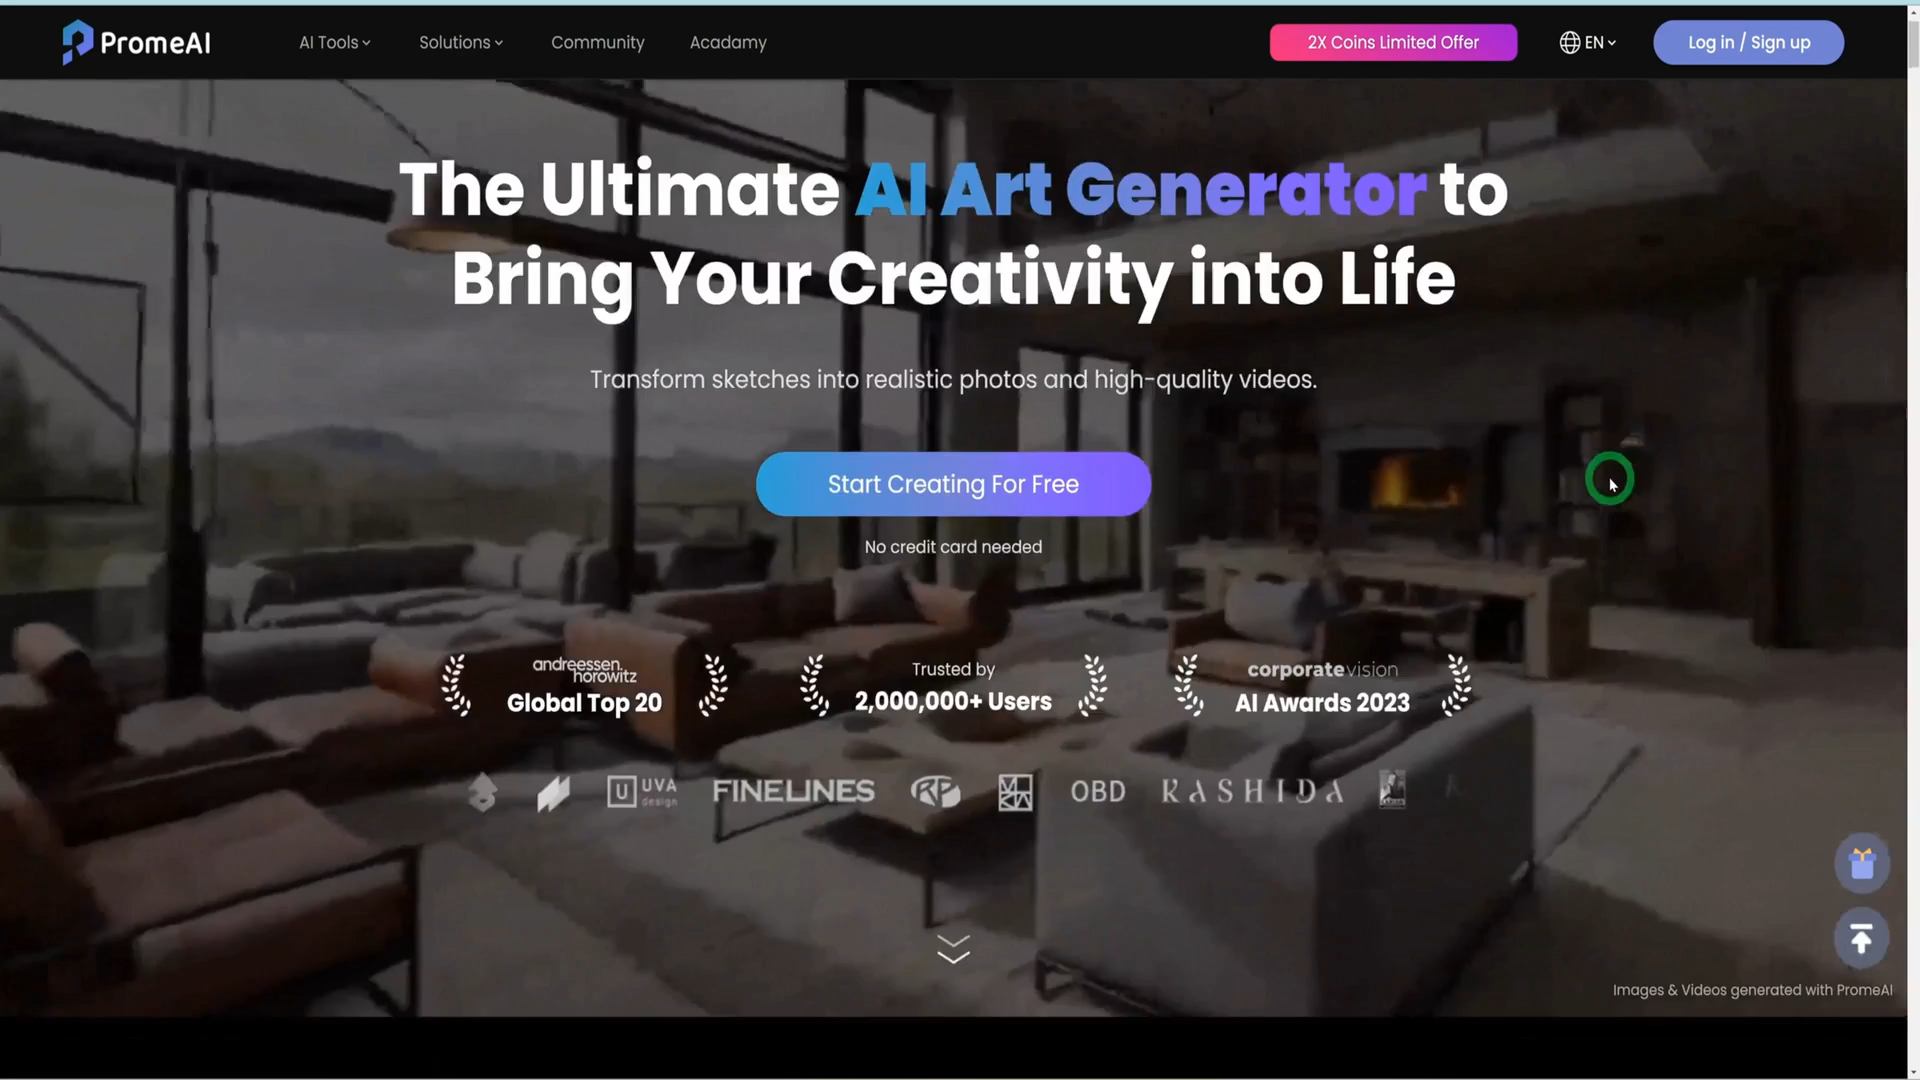 PromeAI
AI Tools
Solutions
Community
Acadamy
2X Coins Limited Offer
EN
Log in / Sign up
The Ultimate AI Art Generator to
Bring Your Creativity into Life
Transform sketches into realistic photos and high-quality videos.
Start Creating For Free
No credit card needed
andreessen.
horowitz
Global Top 20
Trusted by
2,000,000+ Users
corporatevision
AI Awards 2023
U UVA
design
FINELINES
RP
OBD
RASHIDA
Images & Videos generated with PromeAI